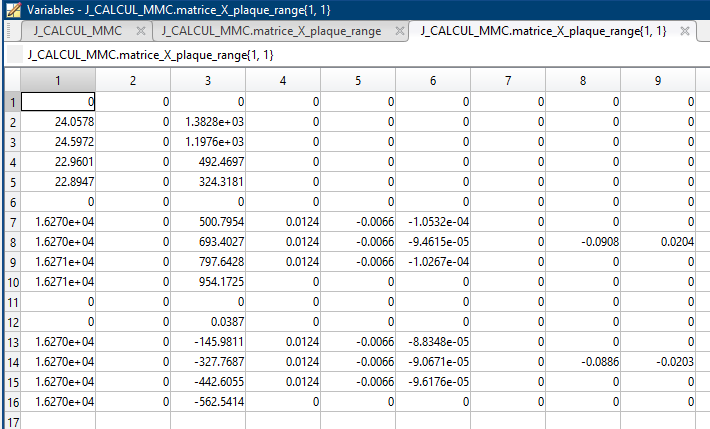 Variables - J_CALCUL_MMC.matrice_X_plaque_range{1, 1}
J_CALCUL_MMC J_CALCUL_MMC.matrice_X_plaque_range J_CALCUL_MMC.matrice_X_plaque_range{1, 1}
J_CALCUL_MMC.matrice_X_plaque_range{1, 1}
1 2 3 4 5 6 7 8 9
1 0 0 0 0 0 0 0 0 0
2 24.0578 0 1.3828e+03 0 0 0 0 0 0
3 24.5972 0 1.1976e+03 0 0 0 0 0 0
4 22.9601 0 492.4697 0 0 0 0 0 0
5 22.8947 0 324.3181 0 0 0 0 0 0
6 0 0 0 0 0 0 0 0 0
7 1.6270e+04 0 500.7954 0.0124 -0.0066 -1.0532e-04 0 0 0
8 1.6270e+04 0 693.4027 0.0124 -0.0066 -9.4615e-05 0 -0.0908 0.0204
9 1.6271e+04 0 797.6428 0.0124 -0.0066 -1.0267e-04 0 0 0
10 1.6271e+04 0 954.1725 0 0 0 0 0 0
11 0 0 0 0 0 0 0 0 0
12 0 0 0.0387 0 0 0 0 0 0
13 1.6270e+04 0 -145.9811 0.0124 -0.0066 -8.8348e-05 0 0 0
14 1.6270e+04 0 -327.7687 0.0124 -0.0066 -9.0671e-05 0 -0.0886 -0.0203
15 1.6270e+04 0 -442.6055 0.0124 -0.0066 -9.6176e-05 0 0 0
16 1.6270e+04 0 -562.5414 0 0 0 0 0 0
17